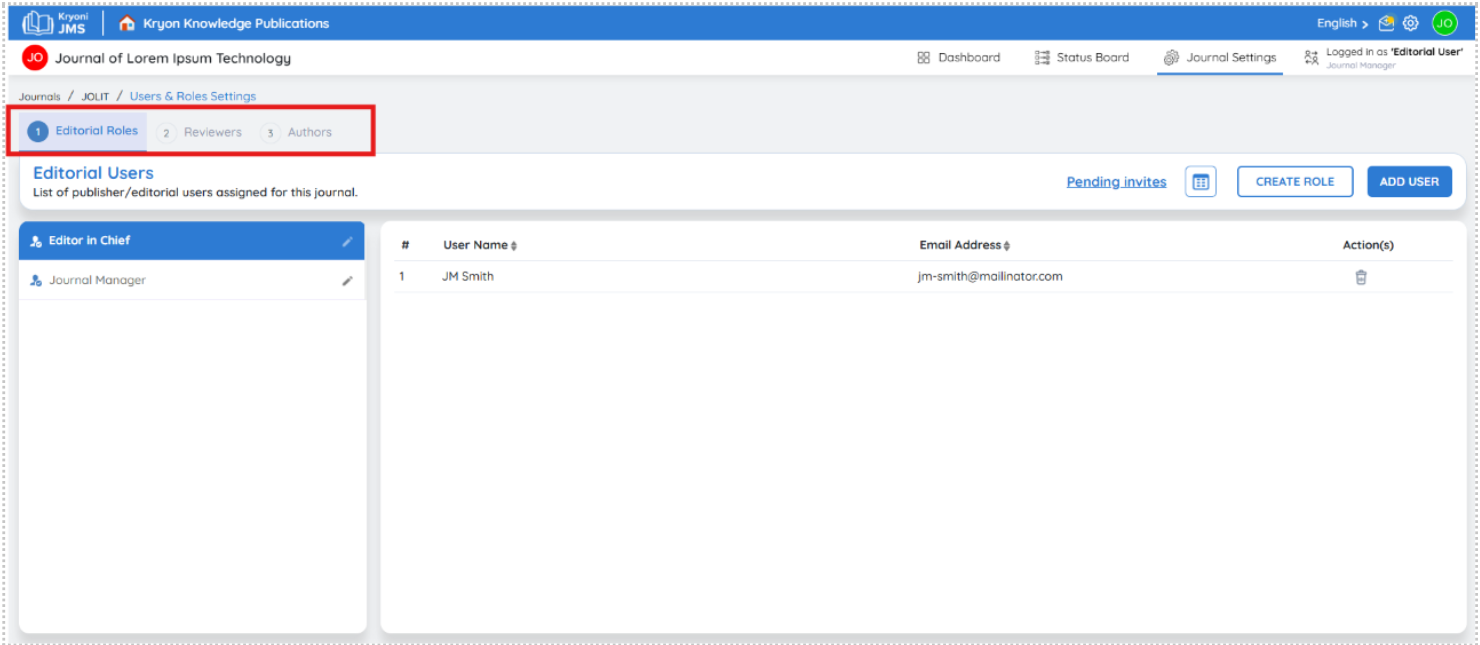 Kryoni
JMS
Kryon Knowledge Publications
English >
JO
JO
Journal of Lorem Ipsum Technology
Dashboard
Status Board
Journal Settings
Logged in as 'Editorial User'
Journal Manager
Journals / JOLIT / Users & Roles Settings
1 Editorial Roles
2 Reviewers
3 Authors
Editorial Users
List of publisher/editorial users assigned for this journal.
Pending invites
CREATE ROLE
ADD USER
Editor in Chief
Journal Manager
# User Name Email Address Action(s)
1 JM Smith jm-smith@mailinator.com